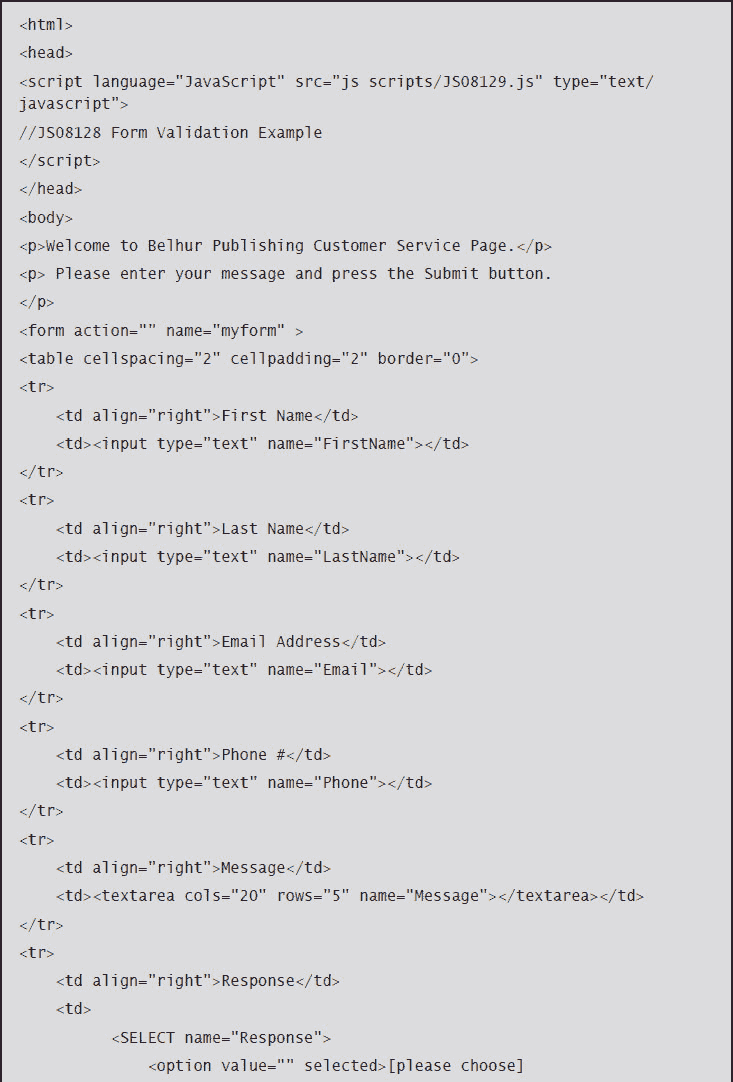 <html>
<head>
<script language="JavaScript" src="js scripts/JS08129.js" type="text/
javascript">
//JS08128 Form Validation Example
</script>
</head>
<body>
<p>Welcome to Belhur Publishing Customer Service Page.</p>
<p> Please enter your message and press the Submit button.
</p>
<form action="" name="myform" >
<table cellspacing="2" cellpadding="2" border="0">
<tr>
    <td align="right">First Name</td>
    <td><input type="text" name="FirstName"></td>
</tr>
<tr>
    <td align="right">Last Name</td>
    <td><input type="text" name="LastName"></td>
</tr>
<tr>
    <td align="right">Email Address</td>
    <td><input type="text" name="Email"></td>
</tr>
<tr>
    <td align="right">Phone #</td>
    <td><input type="text" name="Phone"></td>
</tr>
<tr>
    <td align="right">Message</td>
    <td><textarea cols="20" rows="5" name="Message"></textarea></td>
</tr>
<tr>
    <td align="right">Response</td>
    <td>
          <SELECT name="Response">
              <option value="" selected>[please choose]